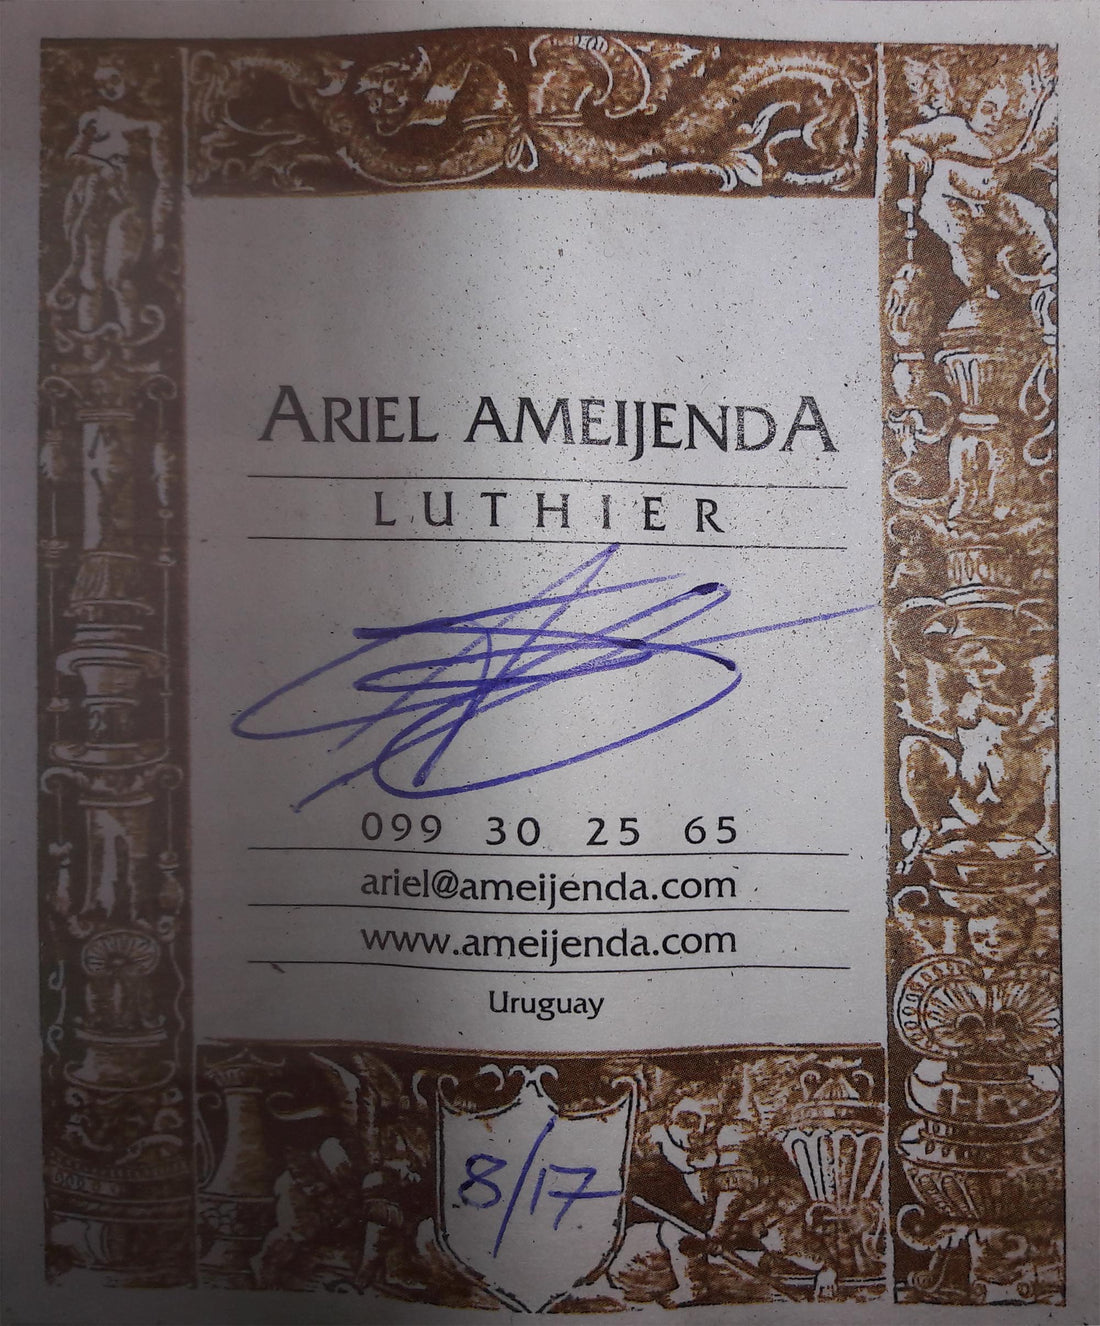 ARIEL AMEIJENDA
LUTHIER
099 30 25 65
ariel@ameijenda.com
www.ameijenda.com
Uruguay
8/17